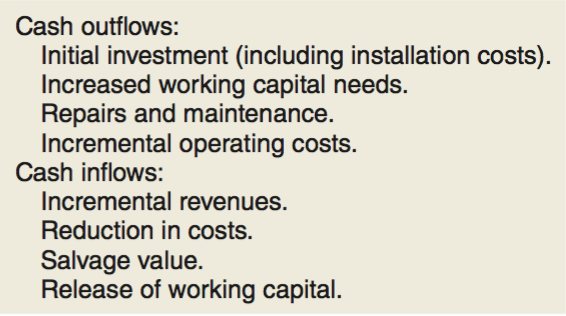 Cash outflows:
Initial investment (including installation costs).
Increased working capital needs.
Repairs and maintenance.
Incremental operating costs.
Cash inflows:
Incremental revenues.
Reduction in costs.
Salvage value.
Release of working capital.